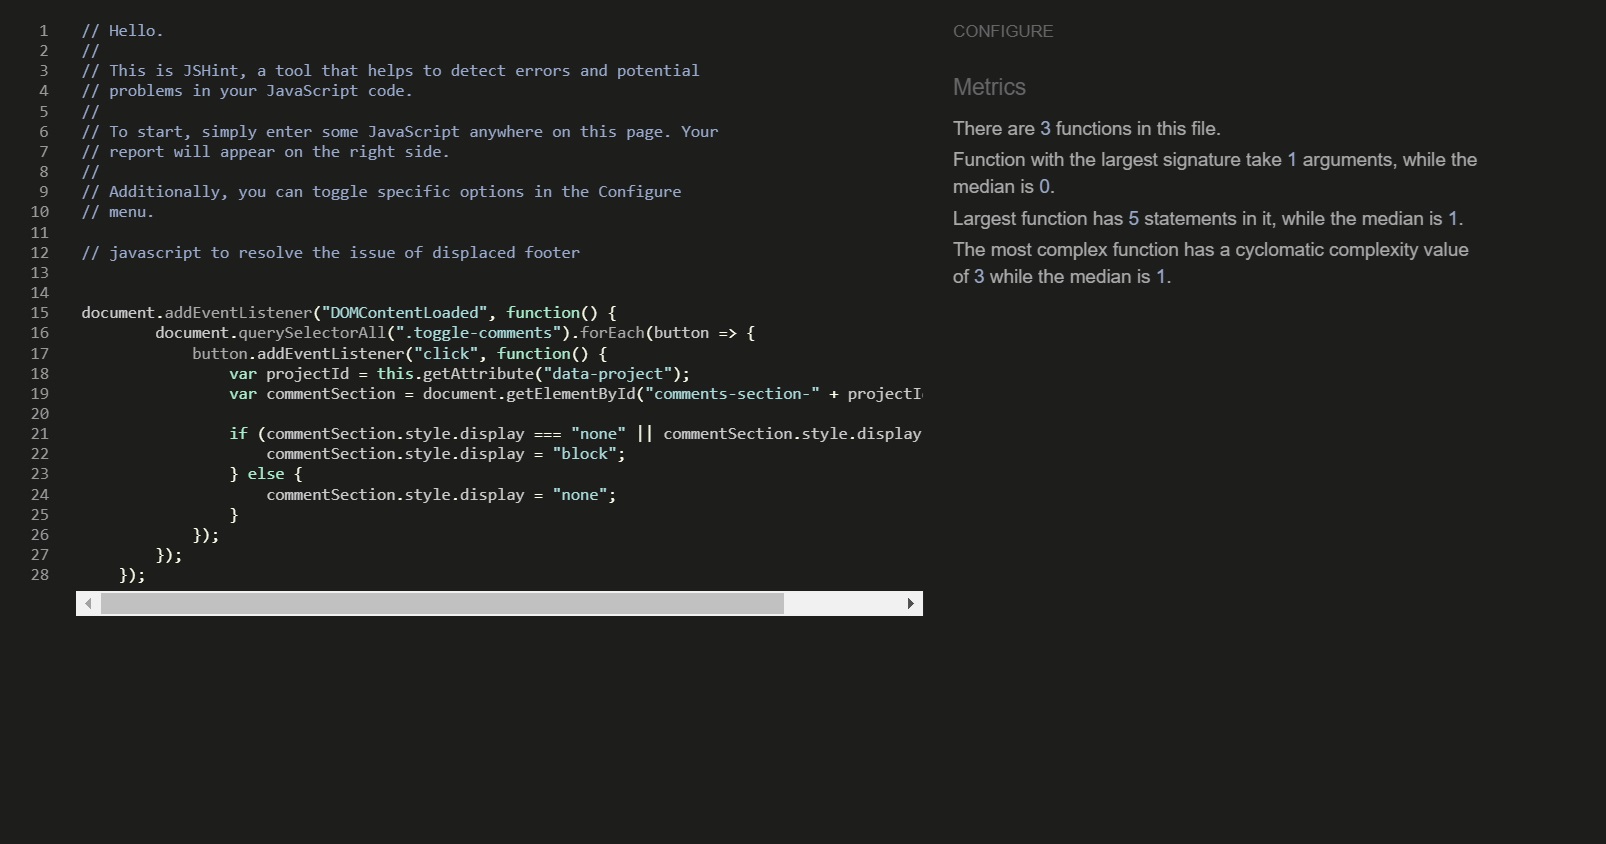 1 // Hello.
2 //
3 // This is JSHint, a tool that helps to detect errors and potential
4 // problems in your JavaScript code.
5 //
6 // To start, simply enter some JavaScript anywhere on this page. Your
7 // report will appear on the right side.
8 //
9 // Additionally, you can toggle specific options in the Configure
10 // menu.
11
12 // javascript to resolve the issue of displaced footer
13
14
15 document.addEventListener("DOMContentLoaded", function() {
16 document.querySelectorAll(".toggle-comments").forEach(button => {
17 button.addEventListener("click", function() {
18 var projectId = this.getAttribute("data-project");
19 var commentSection = document.getElementById("comments-section-" + projectI
20
21 if (commentSection.style.display === "none" || commentSection.style.display
22 commentSection.style.display = "block";
23 } else {
24 commentSection.style.display = "none";
25 }
26 });
27 });
28 });
CONFIGURE
Metrics
There are 3 functions in this file.
Function with the largest signature take 1 arguments, while the
median is 0.
Largest function has 5 statements in it, while the median is 1.
The most complex function has a cyclomatic complexity value
of 3 while the median is 1.